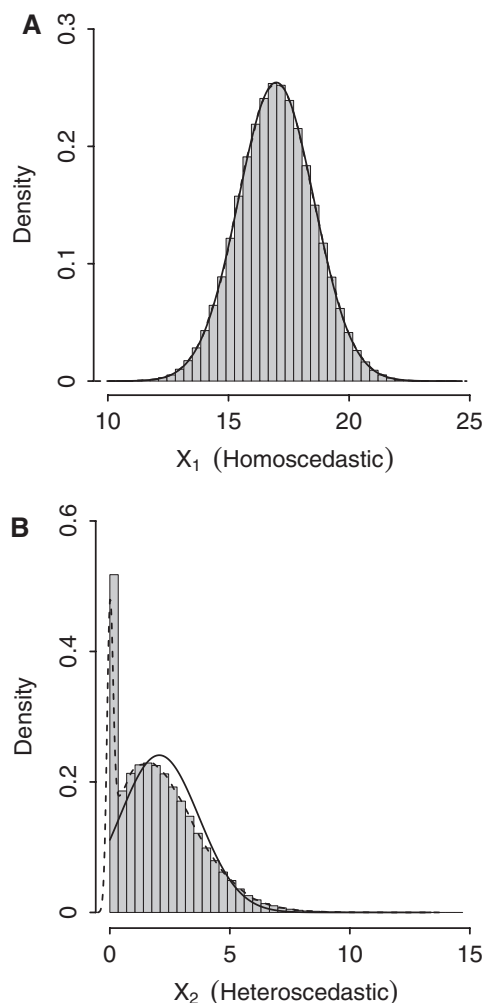 A
0.3
0.2
0.1
0
Density
10 15 20 25
X₁ (Homoscedastic)
B
0.6
0.4
0.2
0
Density
0 5 10 15
X₂ (Heteroscedastic)